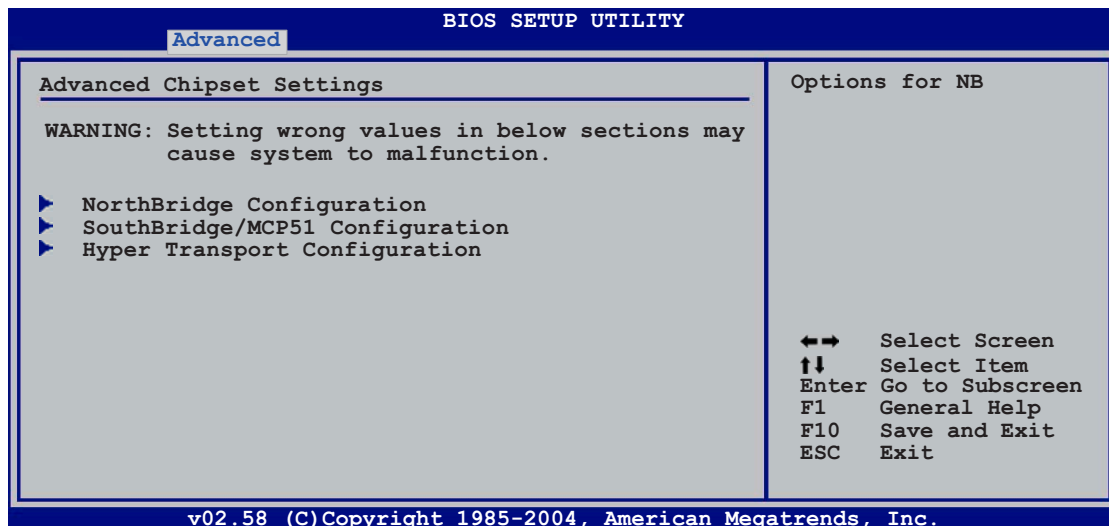 BIOS SETUP UTILITY
Advanced
Advanced Chipset Settings
WARNING: Setting wrong values in below sections may
cause system to malfunction.
NorthBridge Configuration
SouthBridge/MCP51 Configuration
Hyper Transport Configuration
Options for NB
Select Screen
Select Item
Enter Go to Subscreen
F1 General Help
F10 Save and Exit
ESC Exit
v02.58 (C)Copyright 1985-2004, American Megatrends, Inc.